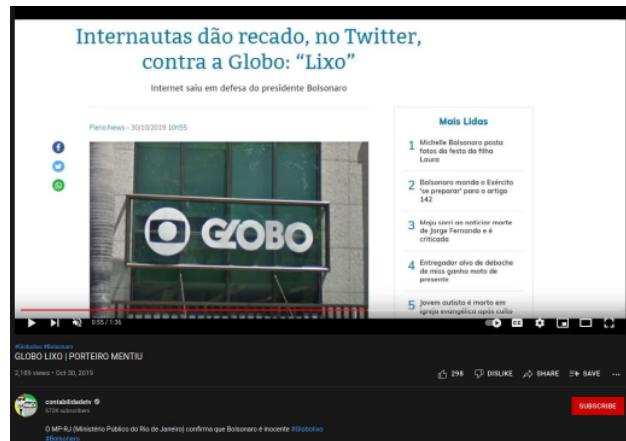 Internautas dão recado, no Twitter,
contra a Globo: “Lixo”
Internet saiu em defesa do presidente Bolsonaro
Pleno.News - 30/10/2019 10h55
GLOBO
Mais Lidas
1 Michelle Bolsonaro posta
fotos da festa da filha
Laura
2 Bolsonaro manda o Exército
'se preparar' para o artigo
142
3 Maju sorri ao noticiar morte
de Jorge Fernando e é
criticada
4 Entregador alvo de deboche
de miss ganha moto de
presente
5 Jovem autista é morto em
igreja evangélica após culto
0:55 / 1:36
#Globolixo #Bolsonaro
GLOBO LIXO | PORTEIRO MENTIU
2,189 views • Oct 30, 2019
298 DISLIKE SHARE SAVE ...
contabilidadetv
673K subscribers
SUBSCRIBE
O MP-RJ (Ministério Público do Rio de Janeiro) confirma que Bolsonaro é inocente #Globolixo
#Bolsonaro